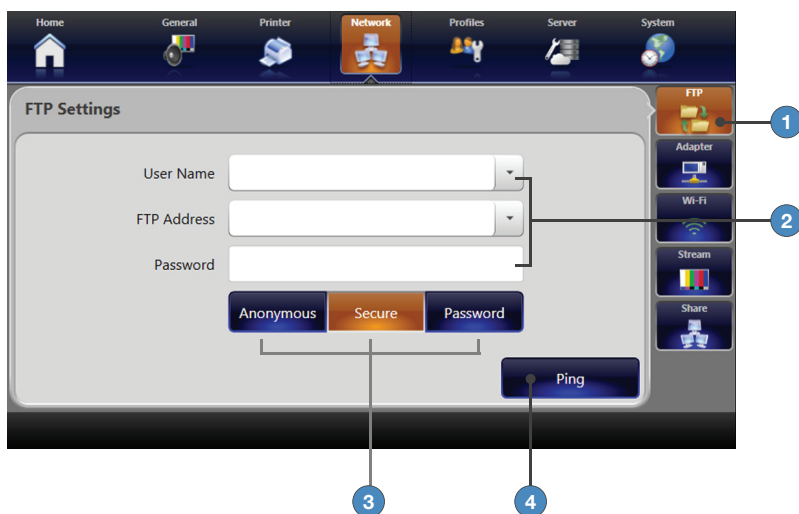 Home General Printer Network Profiles Server System
FTP Settings
FTP
1
Adapter
User Name
Wi-Fi
FTP Address
2
Stream
Password
Share
Anonymous Secure Password
Ping
3 4